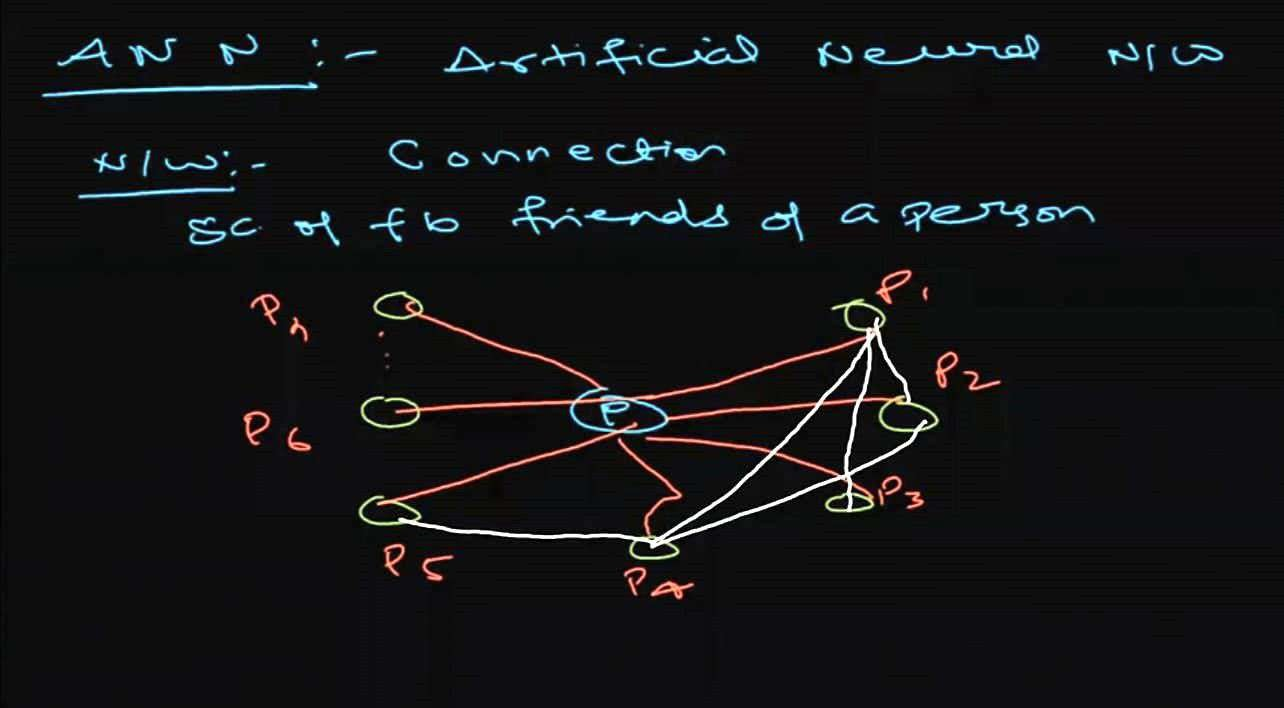 ANN :- Artificial Neural N/W
N/W:- Connection
sc of fb friends of a person
P1
Pn
P2
P
P6
P3
P5
P4